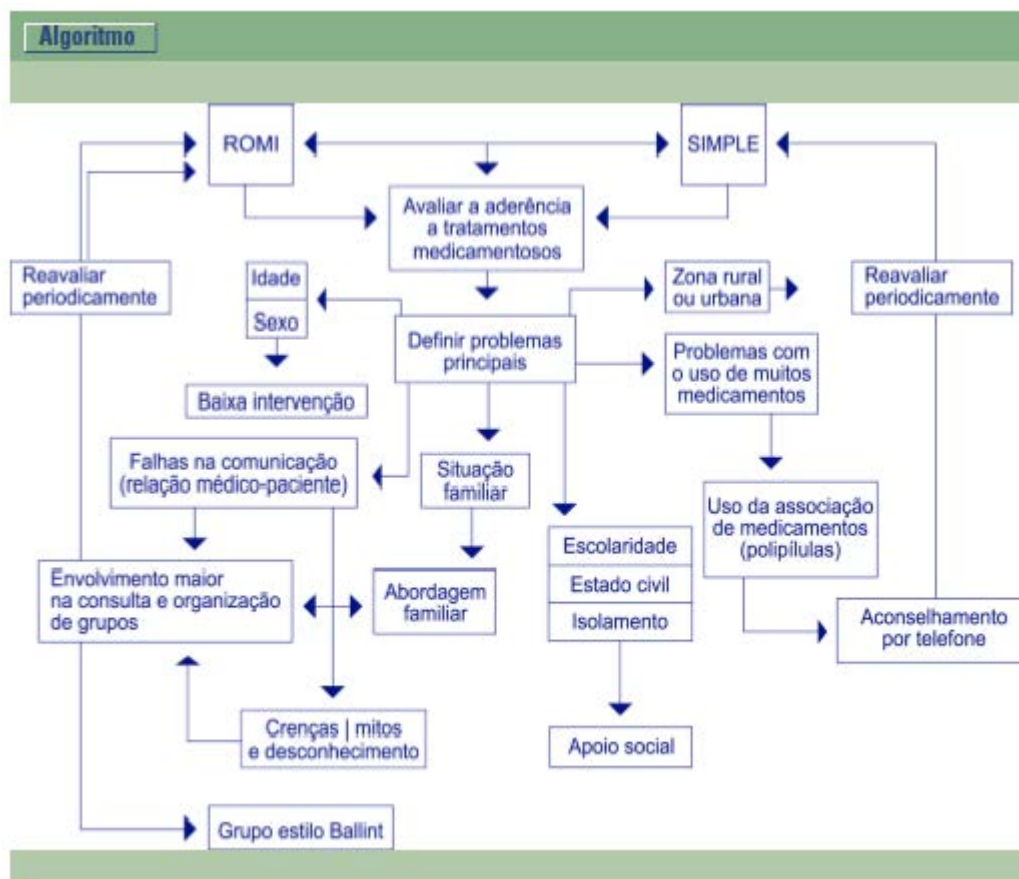 Algoritmo
ROMI
SIMPLE
Avaliar a aderência
a tratamentos
medicamentosos
Reavaliar
periodicamente
Idade
Sexo
Zona rural
ou urbana
Reavaliar
periodicamente
Definir problemas
principais
Problemas com
o uso de muitos
medicamentos
Baixa intervenção
Falhas na comunicação
(relação médico-paciente)
Situação
familiar
Uso da associação
de medicamentos
(polipílulas)
Escolaridade
Estado civil
Isolamento
Envolvimento maior
na consulta e organização
de grupos
Abordagem
familiar
Aconselhamento
por telefone
Crenças | mitos
e desconhecimento
Apoio social
Grupo estilo Ballint